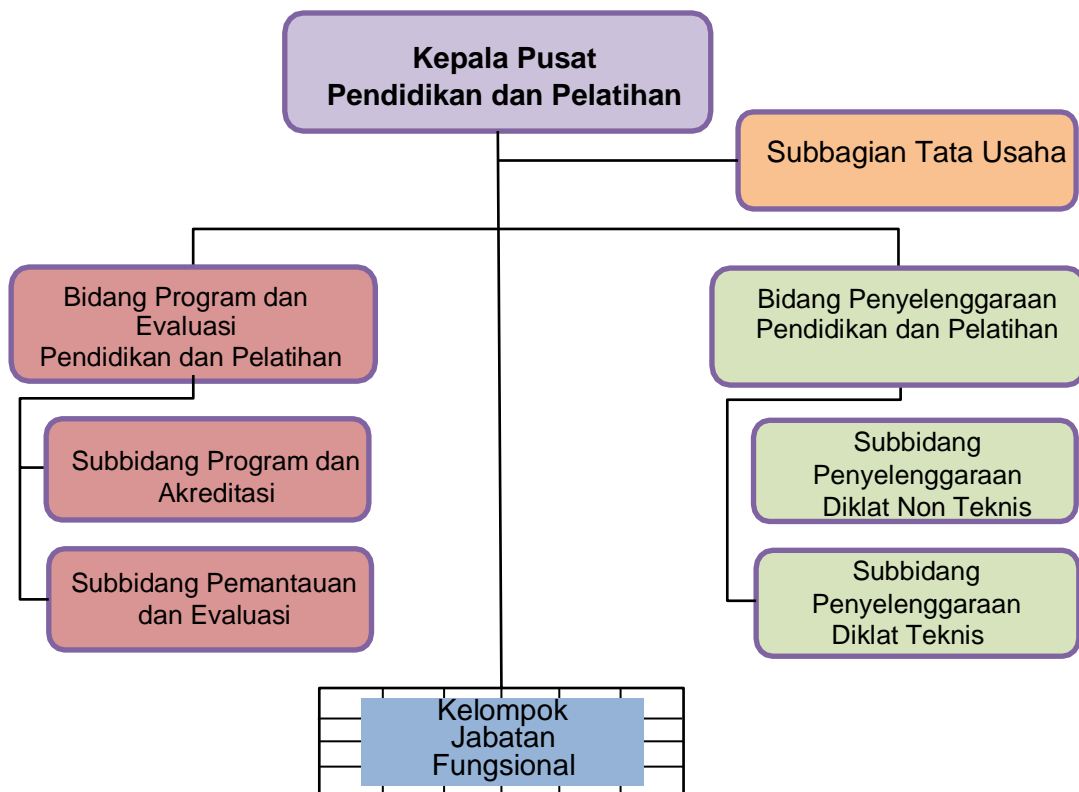 Kepala Pusat
Pendidikan dan Pelatihan
Subbagian Tata Usaha
Bidang Program dan
Evaluasi
Pendidikan dan Pelatihan
Bidang Penyelenggaraan
Pendidikan dan Pelatihan
Subbidang Program dan
Akreditasi
Subbidang
Penyelenggaraan
Diklat Non Teknis
Subbidang Pemantauan
dan Evaluasi
Subbidang
Penyelenggaraan
Diklat Teknis
Kelompok
Jabatan
Fungsional